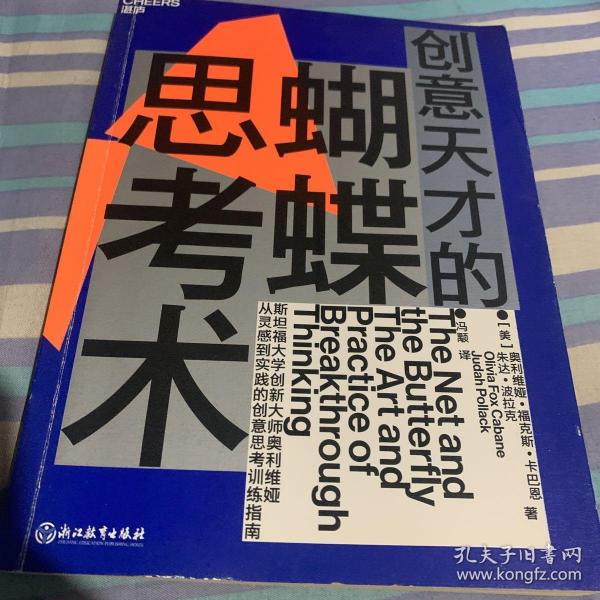 CHEERS
湛庐
创意天才的
蝴蝶
思考术
[美]
奥利维娅·福克斯·卡巴恩
Olivia Fox Cabane
朱达·波拉克
Judah Pollack
著
译
The Net and
the Butterfly
The Art and
Practice of
Breakthrough
Thinking
斯坦福大学创新大师奥利维娅
从灵感到实践的创意思考训练指南
浙江教育出版社
ZHEJIANG EDUCATION PUBLISHING HOUSE
孔夫子旧书网
www.kongfz.com